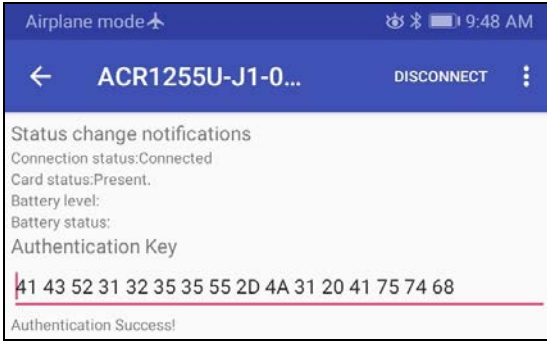 Airplane mode 9:48 AM
ACR1255U-J1-0... DISCONNECT
Status change notifications
Connection status:Connected
Card status:Present.
Battery level:
Battery status:
Authentication Key
41 43 52 31 32 35 35 55 2D 4A 31 20 41 75 74 68
Authentication Success!